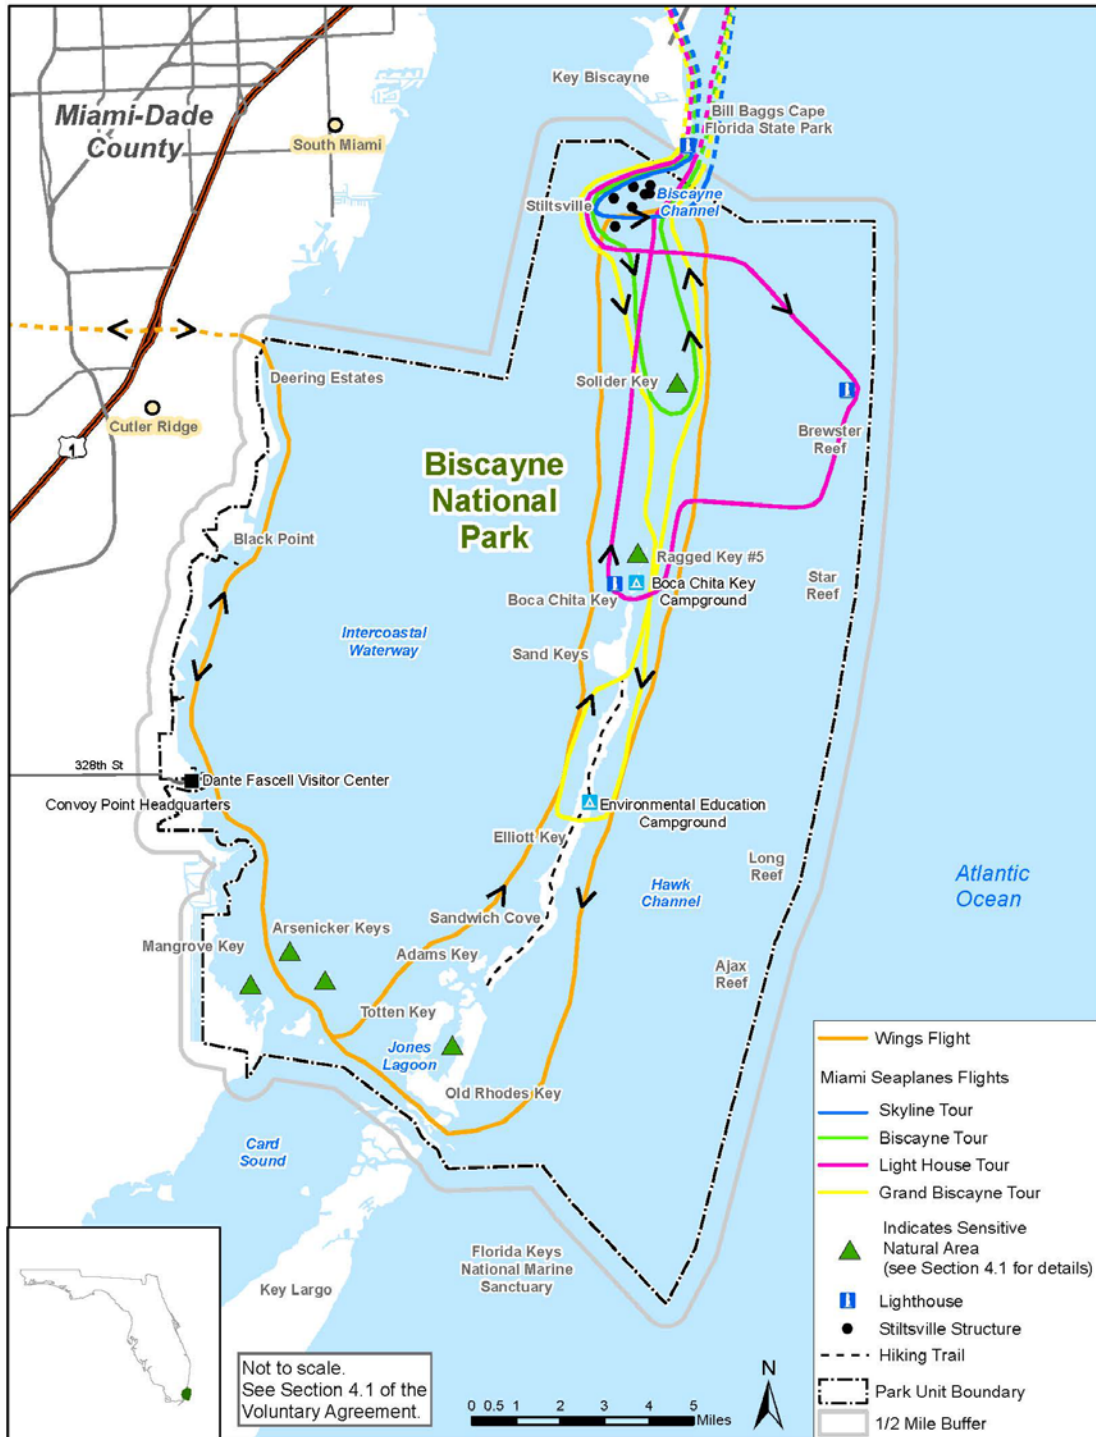 Key Biscayne
Miami-Dade
County
Bill Baggs Cape
Florida State Park
South Miami
Stiltsville
Biscayne
Channel
Deering Estates
Solider Key
Cutler Ridge
1
Brewster
Reef
Biscayne
National
Park
Black Point
Ragged Key #5
Boca Chita Key
Campground
Star
Reef
Boca Chita Key
Intercoastal
Waterway
Sand Keys
328th St
Dante Fascell Visitor Center
Convoy Point Headquarters
Environmental Education
Campground
Elliott Key
Long
Reef
Atlantic
Ocean
Hawk
Channel
Sandwich Cove
Arsenicker Keys
Mangrove Key
Adams Key
Ajax
Reef
Totten Key
Jones
Lagoon
Old Rhodes Key
Card
Sound
Florida Keys
National Marine
Sanctuary
Key Largo
Wings Flight
Miami Seaplanes Flights
Skyline Tour
Biscayne Tour
Light House Tour
Grand Biscayne Tour
Indicates Sensitive
Natural Area
(see Section 4.1 for details)
Lighthouse
Stiltsville Structure
Hiking Trail
Park Unit Boundary
1/2 Mile Buffer
Not to scale.
See Section 4.1 of the
Voluntary Agreement.
0 0.5 1 2 3 4 5
Miles
N